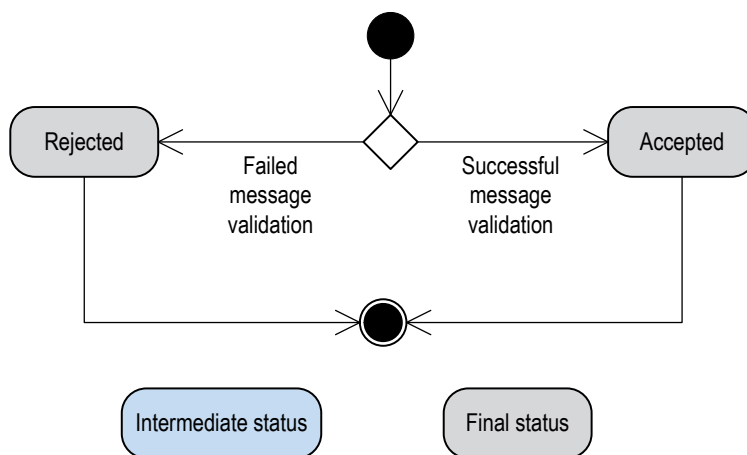 Rejected
Accepted
Failed
message
validation
Successful
message
validation
Intermediate status
Final status